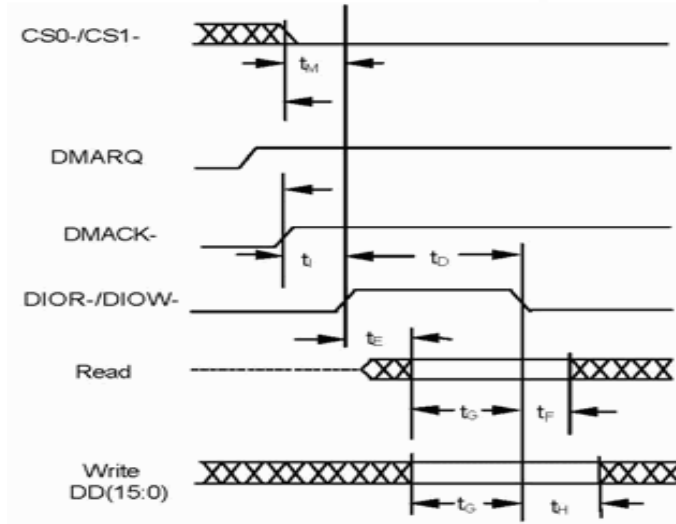 CS0-/CS1-
tM
DMARQ
DMACK-
tI
tD
DIOR-/DIOW-
tE
Read
tG
tF
Write
DD(15:0)
tG
tH